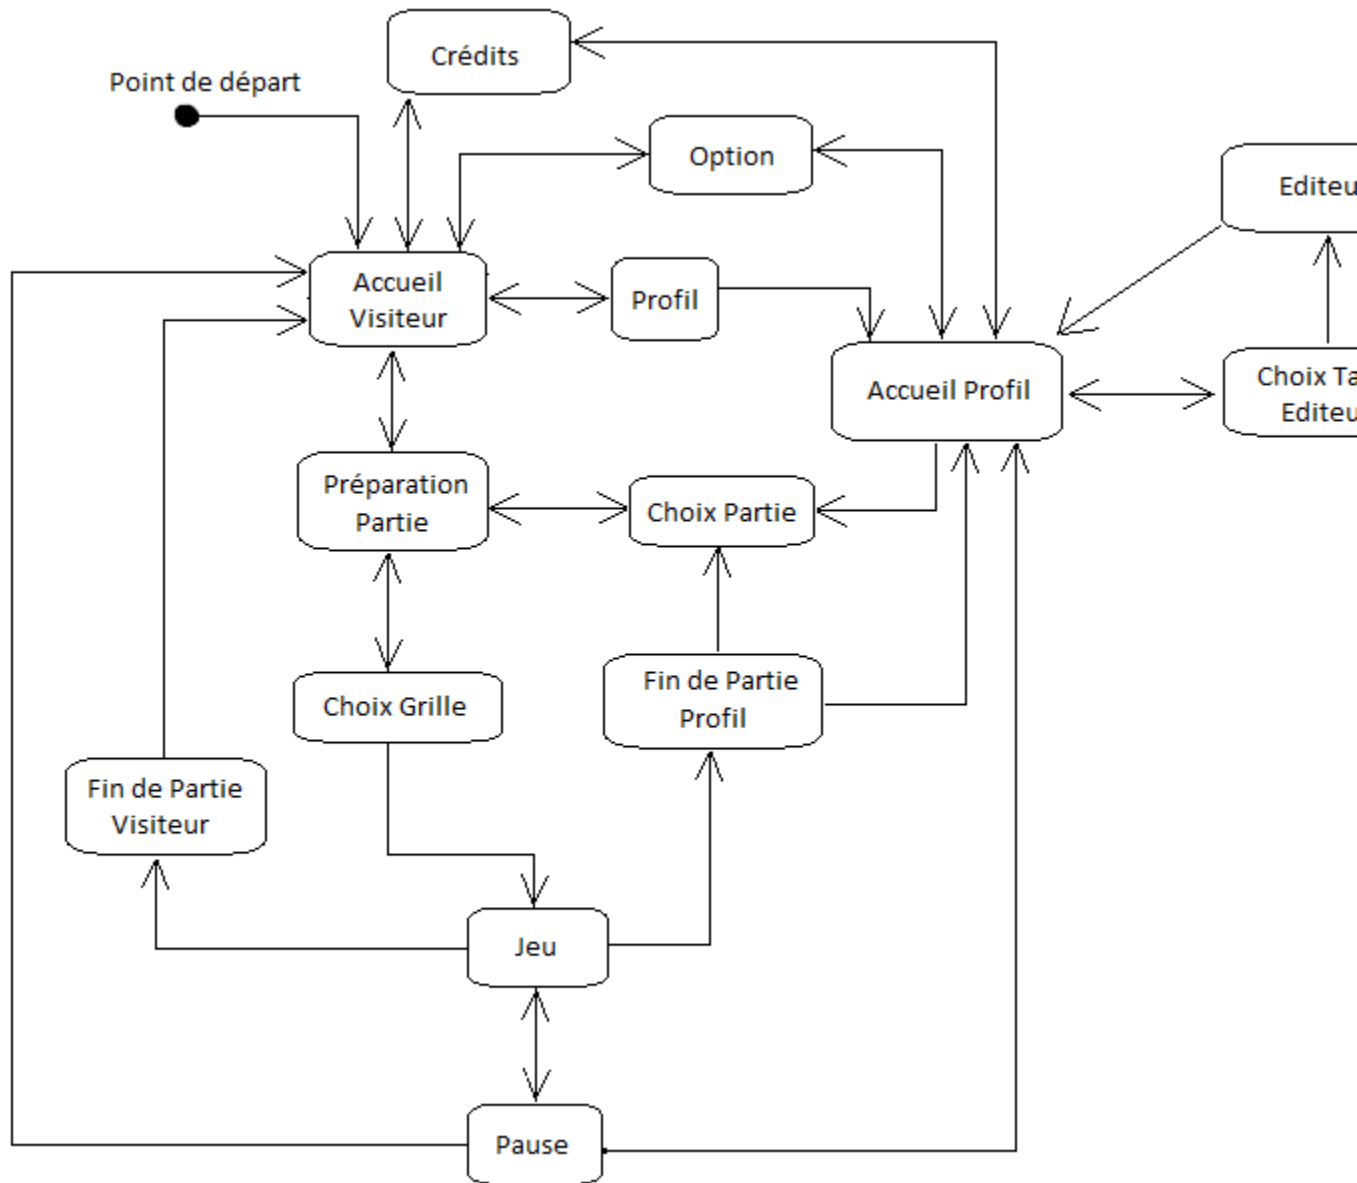 Crédits
Point de départ
Option
Accueil
Visiteur
Profil
Accueil Profil
Choix
Préparation
Partie
Choix Partie
Choix Grille
Fin de Partie
Profil
Fin de Partie
Visiteur
Jeu
Pause